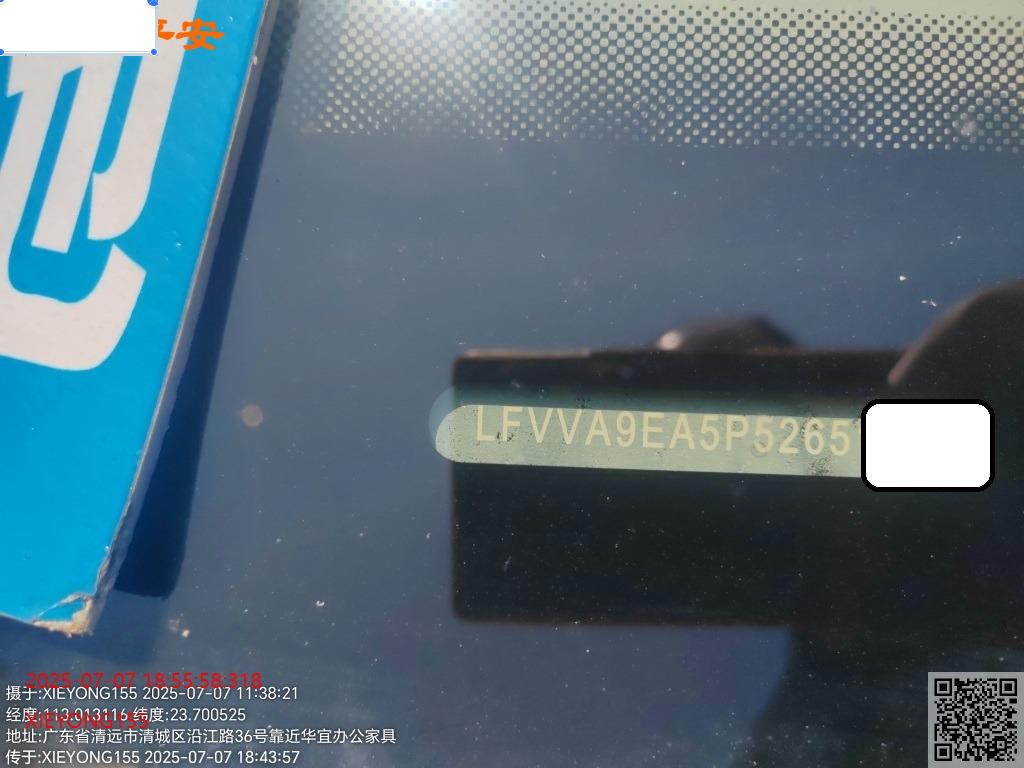 平安
LFVVA9EA5P5265
2025-07-07 18:55:58.318
摄于:XIEYONG155 2025-07-07 11:38:21
经度:113.013116 纬度:23.700525
XIEYONG155
地址:广东省清远市清城区沿江路36号靠近华宜办公家具
传于:XIEYONG155 2025-07-07 18:43:57